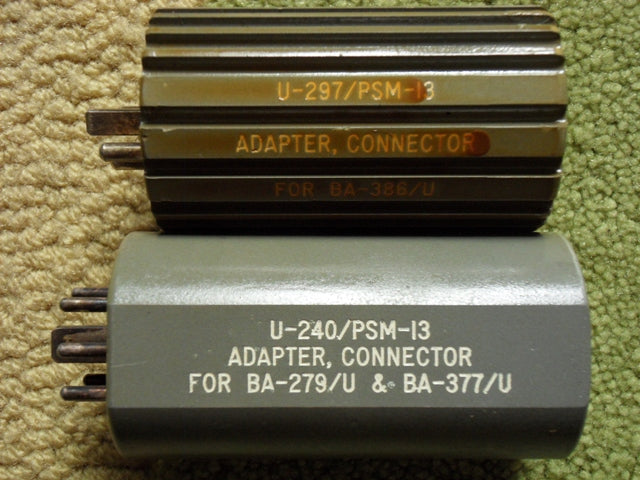 U-297/PSM-13
ADAPTER, CONNECTOR
FOR BA-386/U
U-240/PSM-13
ADAPTER, CONNECTOR
FOR BA-279/U & BA-377/U